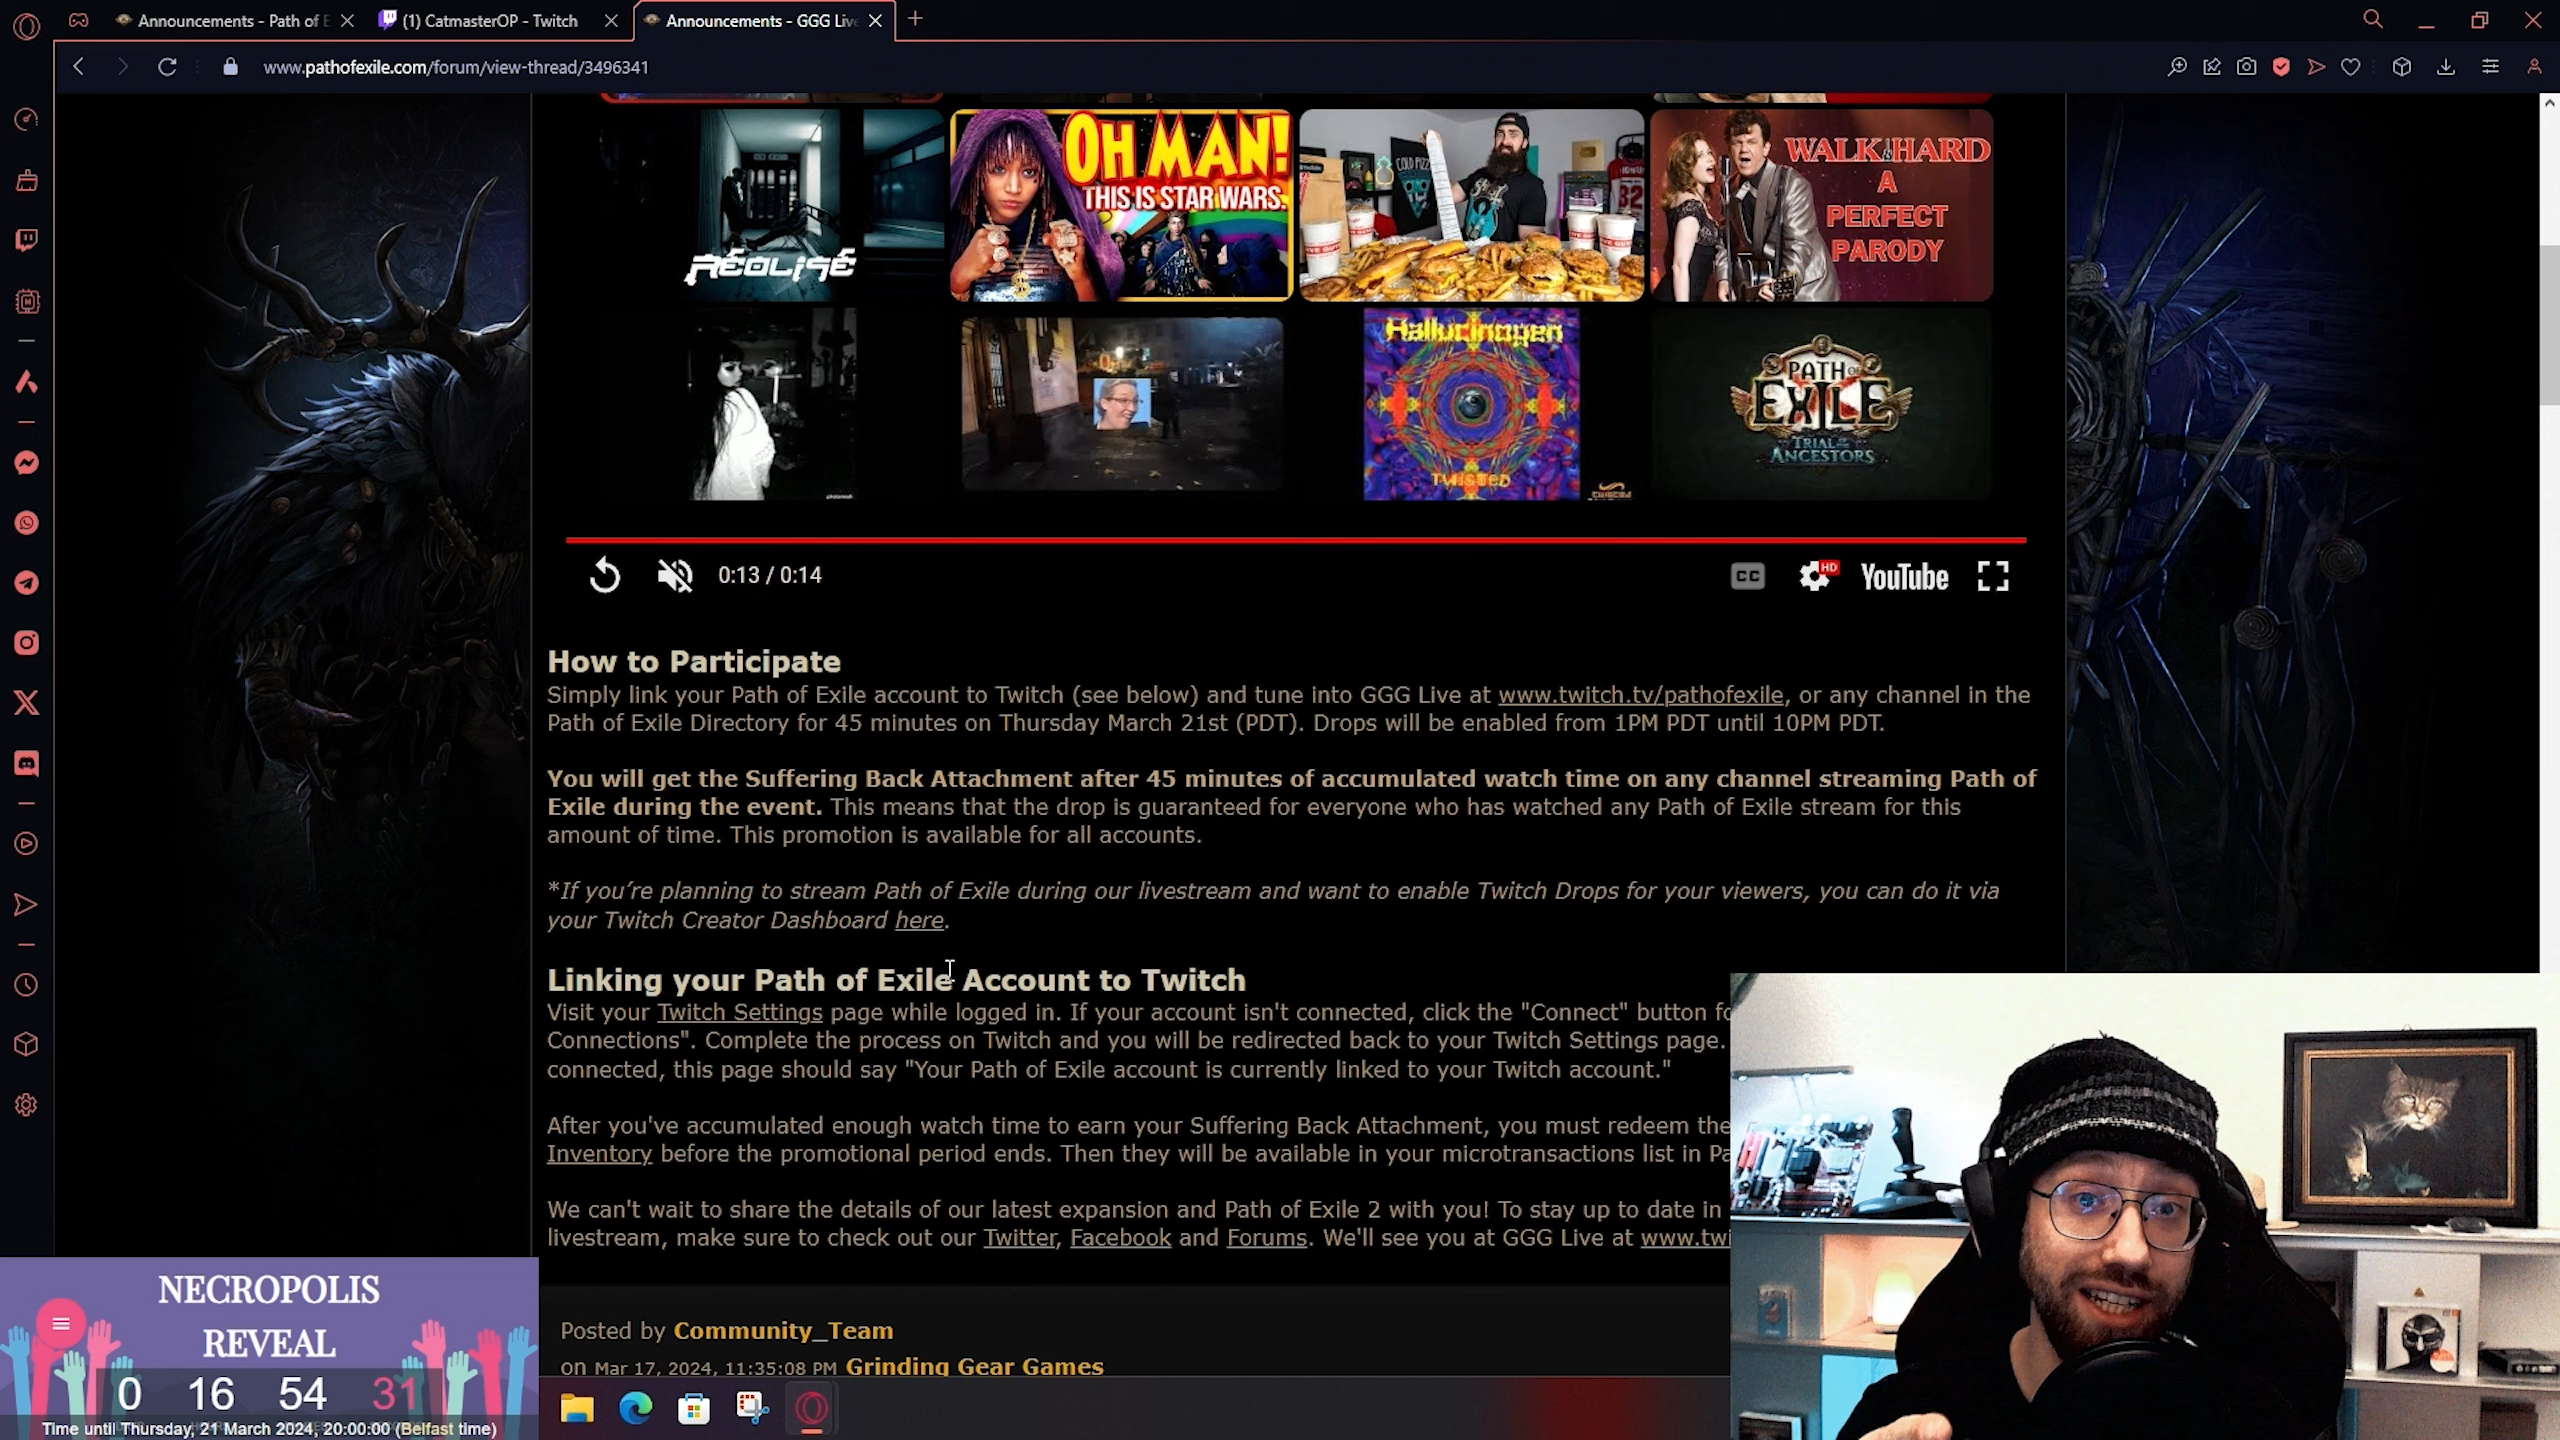 Announcements - Path of E
(1) CatmasterOP - Twitch
Announcements - GGG Live
www.pathofexile.com/forum/view-thread/3496341
OH MAN!
THIS IS STAR WARS.
COLD PIZZ
WALK HARD
A
PERFECT
PARODY
Hallucinogen
TWISTED
PATH OF
EXILE
TRIAL OF THE
ANCESTORS
0:13 / 0:14
CC
HD
YouTube
How to Participate
Simply link your Path of Exile account to Twitch (see below) and tune into GGG Live at www.twitch.tv/pathofexile, or any channel in the
Path of Exile Directory for 45 minutes on Thursday March 21st (PDT). Drops will be enabled from 1PM PDT until 10PM PDT.
You will get the Suffering Back Attachment after 45 minutes of accumulated watch time on any channel streaming Path of
Exile during the event. This means that the drop is guaranteed for everyone who has watched any Path of Exile stream for this
amount of time. This promotion is available for all accounts.
*If you're planning to stream Path of Exile during our livestream and want to enable Twitch Drops for your viewers, you can do it via
your Twitch Creator Dashboard here.
Linking your Path of Exile Account to Twitch
Visit your Twitch Settings page while logged in. If your account isn't connected, click the "Connect" button fo
Connections". Complete the process on Twitch and you will be redirected back to your Twitch Settings page.
connected, this page should say "Your Path of Exile account is currently linked to your Twitch account."
After you've accumulated enough watch time to earn your Suffering Back Attachment, you must redeem the
Inventory before the promotional period ends. Then they will be available in your microtransactions list in Pa
We can't wait to share the details of our latest expansion and Path of Exile 2 with you! To stay up to date in
livestream, make sure to check out our Twitter, Facebook and Forums. We'll see you at GGG Live at www.twi
Posted by Community_Team
on Mar 17, 2024, 11:35:08 PM Grinding Gear Games
NECROPOLIS
REVEAL
0 16 54 31
Time until Thursday, 21 March 2024, 20:00:00 (Belfast time)